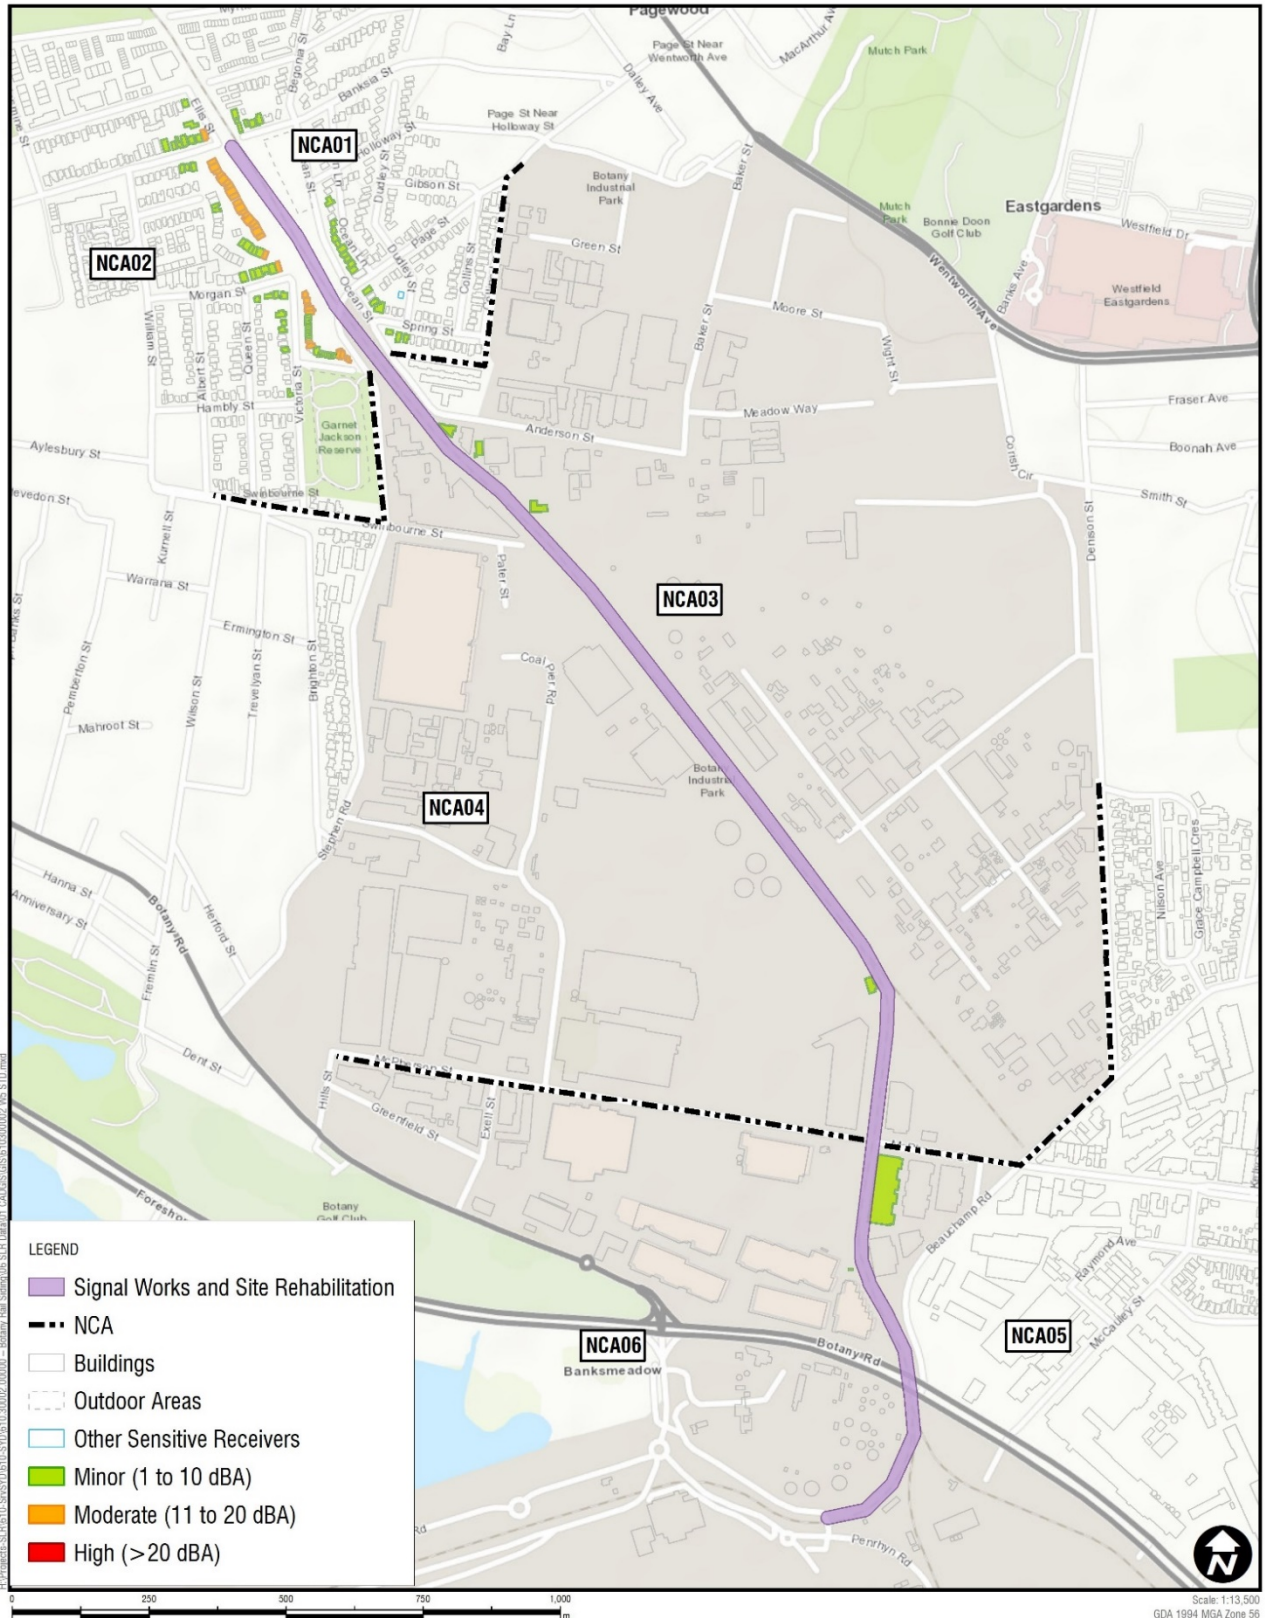 Pagewood
Bay Ln
Page St Near
Wentworth Ave
MacArthur Av
Mutch Park
Begonia St
Banksia St
Dalley Ave
Ellis St
NCA01
Holloway St
Page St Near
Holloway St
Baker St
Dudley St
Gibson St
Botany
Industrial
Park
Mutch
Park
Bonnie Doon
Golf Club
Eastgardens
Westfield Dr
Ocean Ln
Page St
Collins St
Green St
NCA02
Wentworth Ave
Banks Ave
Westfield
Eastgardens
Dudley St
Morgan St
Ocean St
Spring St
Baker St
Moore St
Wight St
William St
Albert St
Queen St
Victoria St
Hambly St
Garnet
Jackson
Reserve
Meadow Way
Fraser Ave
Anderson St
Aylesbury St
Corish Cir
Boonah Ave
Smith St
Swinbourne St
evedon St
Kurnell St
Swinbourne St
Denison St
Pater St
Warrana St
NCA03
Ermington St
Banks St
Pemberton St
Wilson St
Trevelyan St
Brighton St
Coal Pier Rd
Mahroot St
Botany
Industrial
Park
NCA04
Stephen Rd
Hanna St
Anniversary St
Botany Rd
Herford St
Fremlin St
Nilson Ave
Grace Campbell Cres
Dent St
McPherson St
Hills St
Greenfield St
Exell St
Botany
Golf Club
Foreshor
Beauchamp Rd
Raymond Ave
McCauley St
NCA05
Botany Rd
NCA06
Banksmeadow
Penrhyn Rd
Rd
LEGEND
Signal Works and Site Rehabilitation
NCA
Buildings
Outdoor Areas
Other Sensitive Receivers
Minor (1 to 10 dBA)
Moderate (11 to 20 dBA)
High (>20 dBA)
N
250 500 750 1,000
m
Scale: 1:13,500
GDA 1994 MGA Zone 56